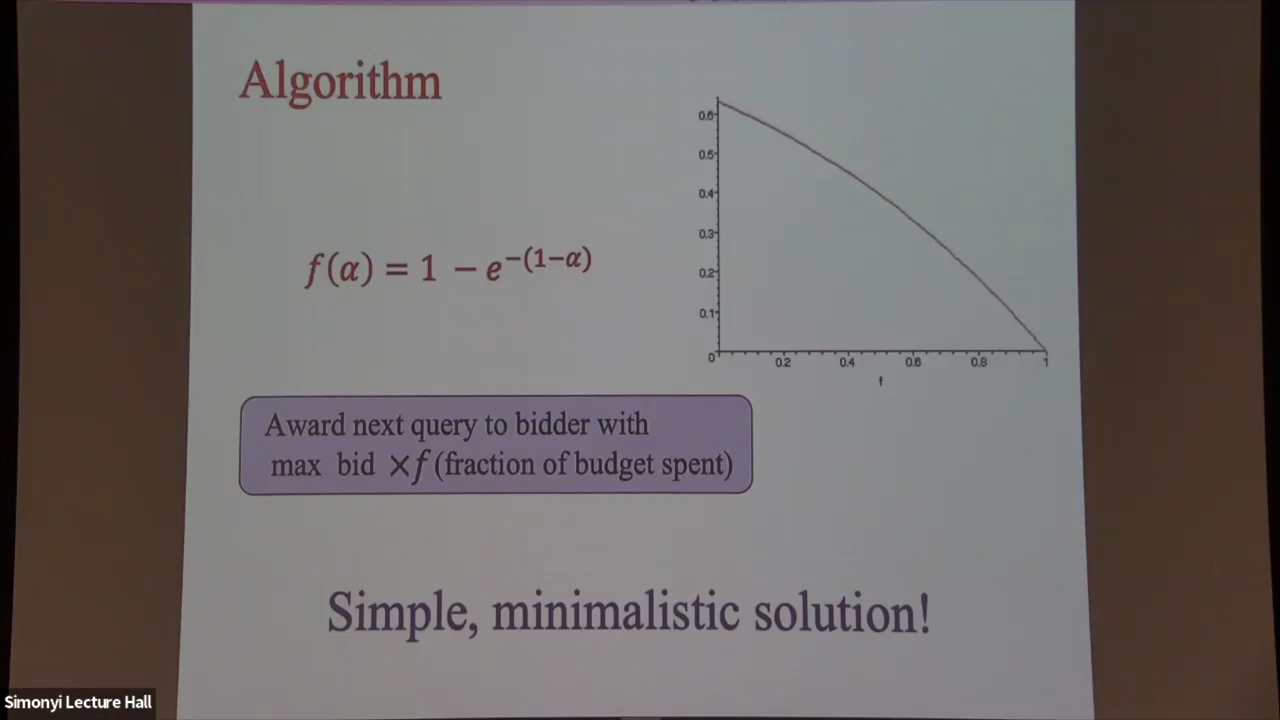 Algorithm
f(α) = 1 − e^{−(1−α)}
0.6
0.5
0.4
0.3
0.2
0.1
0
0.2 0.4 0.6 0.8 1
f
Award next query to bidder with
max bid ×f (fraction of budget spent)
Simple, minimalistic solution!
Simonyi Lecture Hall